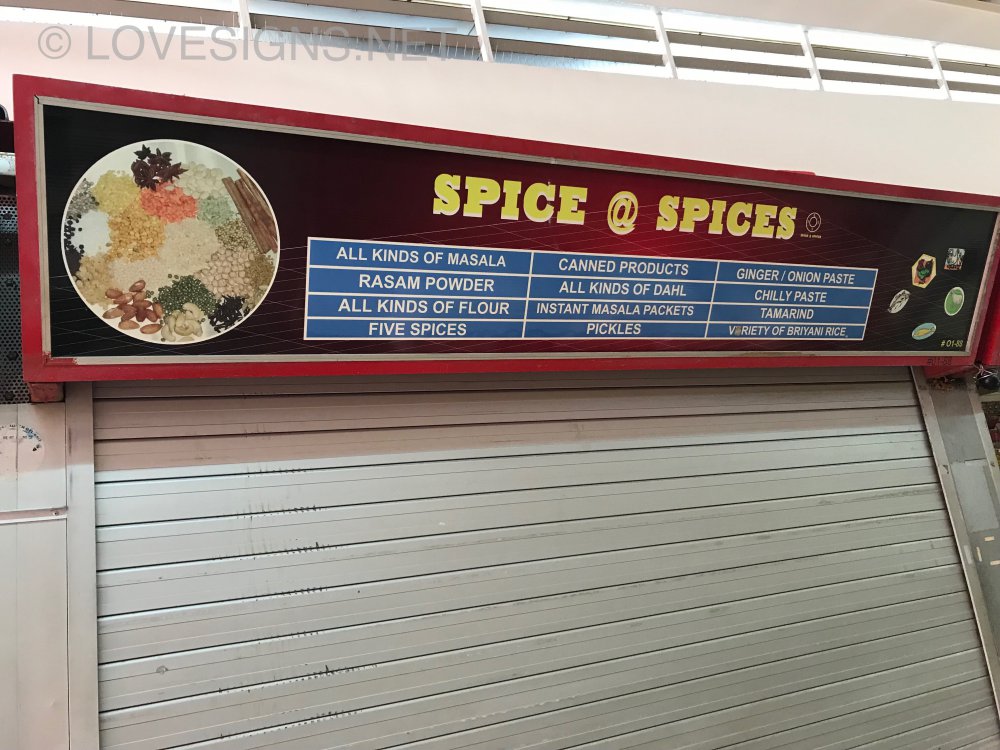 © LOVESIGNS.NET
SPICE @ SPICES
ALL KINDS OF MASALA
CANNED PRODUCTS
GINGER / ONION PASTE
RASAM POWDER
ALL KINDS OF DAHL
CHILLY PASTE
ALL KINDS OF FLOUR
INSTANT MASALA PACKETS
TAMARIND
FIVE SPICES
PICKLES
VARIETY OF BRIYANI RICE
# 01-88